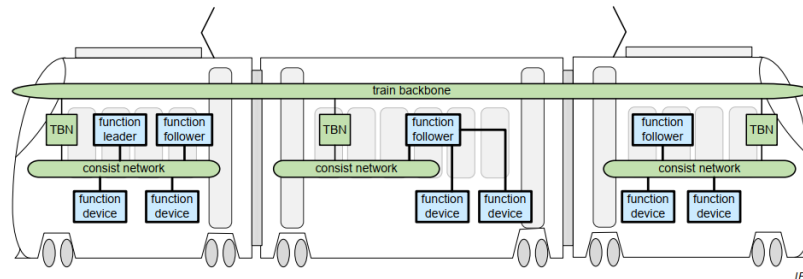 train backbone
TBN
function
leader
function
follower
TBN
function
follower
function
follower
TBN
consist network
consist network
consist network
function
device
function
device
function
device
function
device
function
device
function
device